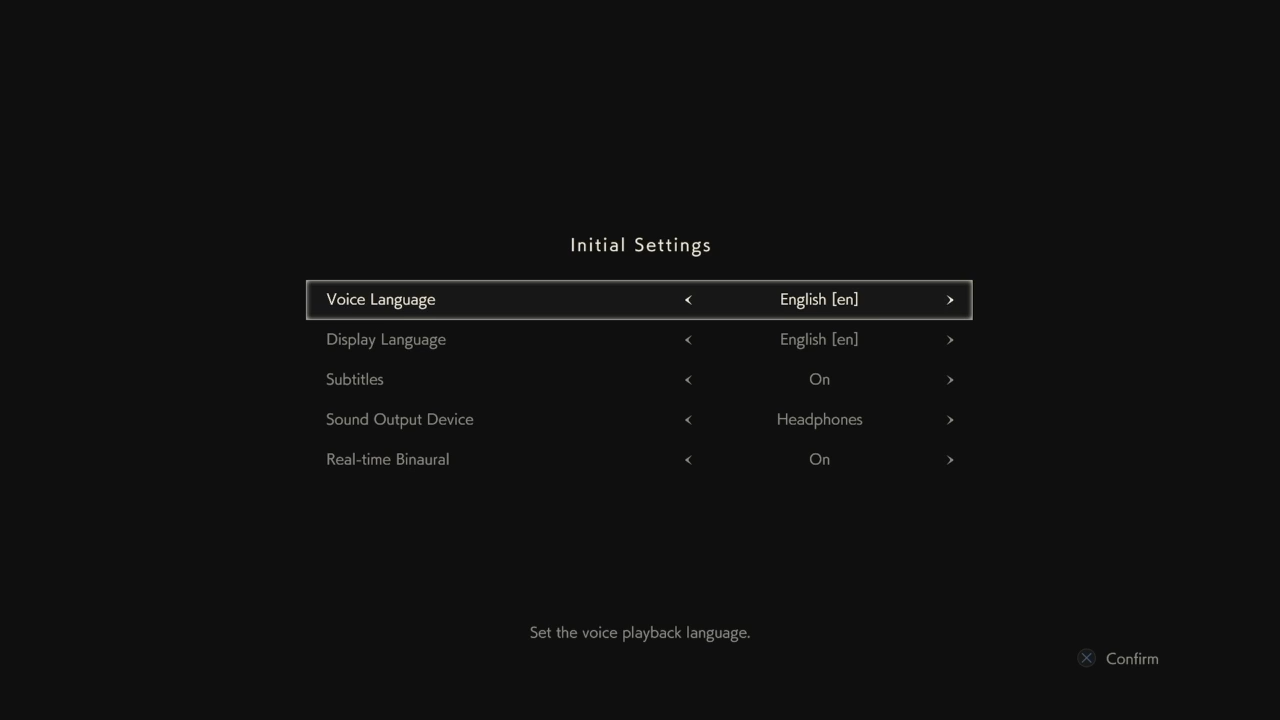 Initial Settings
Voice Language < English [en] >
Display Language < English [en] >
Subtitles < On >
Sound Output Device < Headphones >
Real-time Binaural < On >
Set the voice playback language.
Confirm